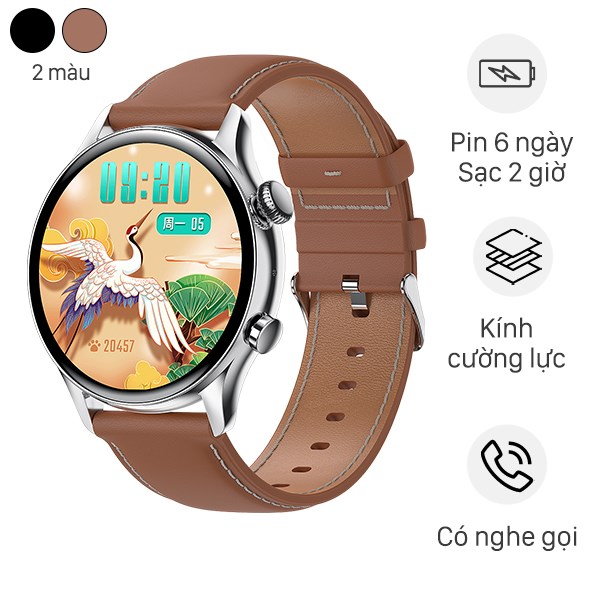 2 màu
09:20
周一 05
20457
Pin 6 ngày
Sạc 2 giờ
Kính
cường lực
Có nghe gọi